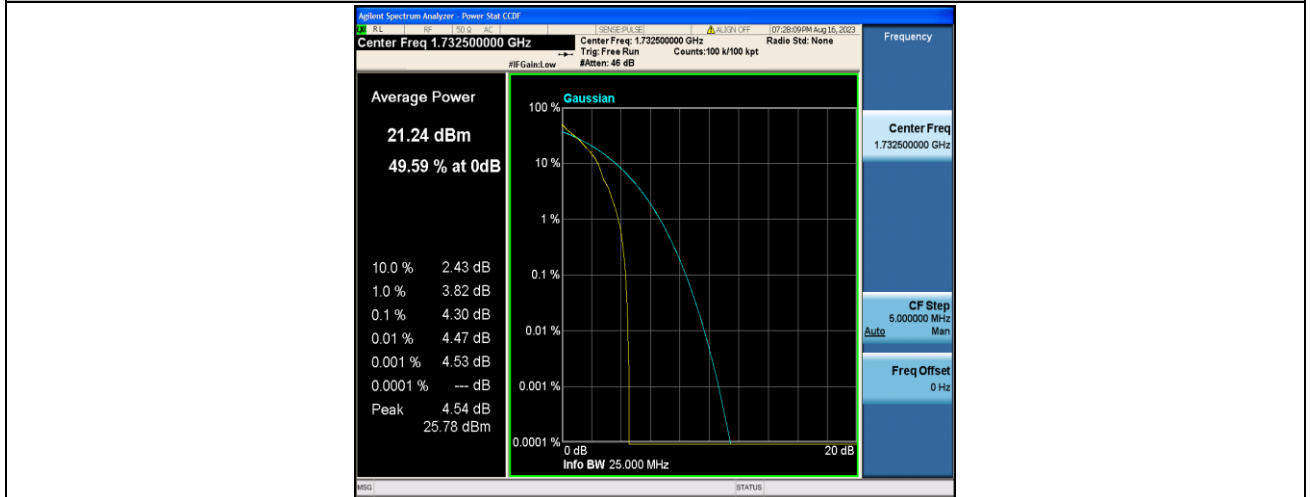 Agilent Spectrum Analyzer - Power Stat CCDF
RL RF 50 Ω AC SENSE:PULSE ALIGN OFF 07:28:09 PM Aug 16, 2023
Center Freq 1.732500000 GHz
Center Freq: 1.732500000 GHz Radio Std: None
Trig: Free Run Counts:100 k/100 kpt
#IFGain:Low #Atten: 46 dB
Frequency
Average Power
21.24 dBm
49.59 % at 0dB
10.0 % 2.43 dB
1.0 % 3.82 dB
0.1 % 4.30 dB
0.01 % 4.47 dB
0.001 % 4.53 dB
0.0001 % --- dB
Peak 4.54 dB
25.78 dBm
Gaussian
100 %
10 %
1 %
0.1 %
0.01 %
0.001 %
0.0001 %
0 dB 20 dB
Info BW 25.000 MHz
Center Freq
1.732500000 GHz
CF Step
5.000000 MHz
Auto Man
Freq Offset
0 Hz
MSG STATUS